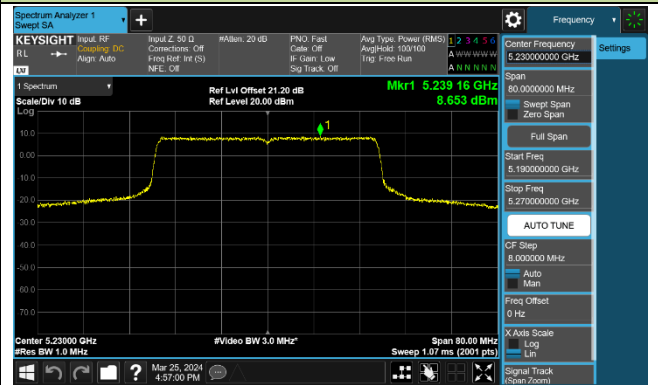 Spectrum Analyzer 1
Swept SA
Frequency
KEYSIGHT
RL
LXI
Input: RF
Coupling: DC
Align: Auto
Input Z: 50 Ω
Corrections: Off
Freq Ref: Int (S)
NFE: Off
#Atten: 20 dB
PNO: Fast
Gate: Off
IF Gain: Low
Sig Track: Off
Avg Type: Power (RMS)
Avg|Hold: 100/100
Trig: Free Run
1 2 3 4 5 6
A W W W W W
A N N N N N
1 Spectrum
Scale/Div 10 dB
Log
Ref Lvl Offset 21.20 dB
Ref Level 20.00 dBm
Mkr1 5.239 16 GHz
8.653 dBm
1
10.0
0.00
-10.0
-20.0
-30.0
-40.0
-50.0
-60.0
-70.0
Center 5.23000 GHz
#Res BW 1.0 MHz
#Video BW 3.0 MHz*
Span 80.00 MHz
Sweep 1.07 ms (2001 pts)
Mar 25, 2024
4:57:00 PM
Center Frequency
5.230000000 GHz
Span
80.0000000 MHz
Swept Span
Zero Span
Full Span
Start Freq
5.190000000 GHz
Stop Freq
5.270000000 GHz
AUTO TUNE
CF Step
8.000000 MHz
Auto
Man
Freq Offset
0 Hz
X Axis Scale
Log
Lin
Signal Track
(Span Zoom)
Settings